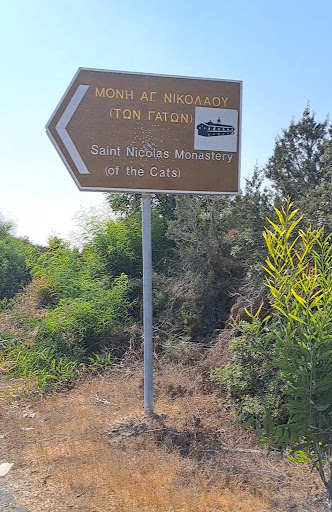 ΜΟΝΗ ΑΓ. ΝΙΚΟΛΑΟΥ
(ΤΩΝ ΓΑΤΩΝ)
Saint Nicolas Monastery
(of the Cats)